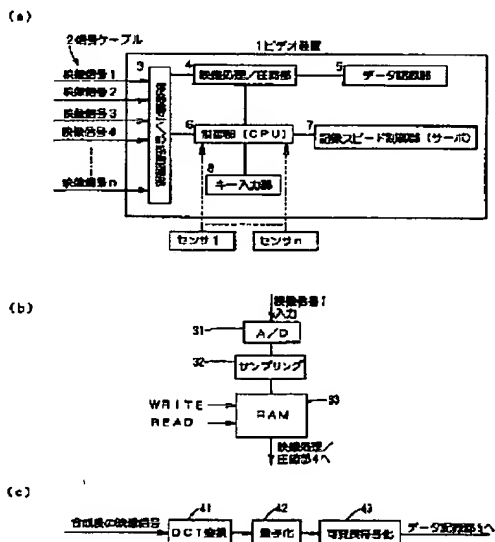 (a)
2信号ケーブル
1ビデオ装置
映像信号1
映像信号2
映像信号3
映像信号4
映像信号n
3
4
映像処理/圧縮部
5
6
制御部(CPU)
7
記録スピード制御部(サーボ)
8
キー入力部
センサ1
センサn
(b)
映像信号I
入力
31
A/D
32
サンプリング
33
RAM
WRITE
READ
映像処理/
圧縮部4へ
(c)
合成後の映像信号
41
DCT変換
42
量子化
43
可変長符号化
データ記録部5へ